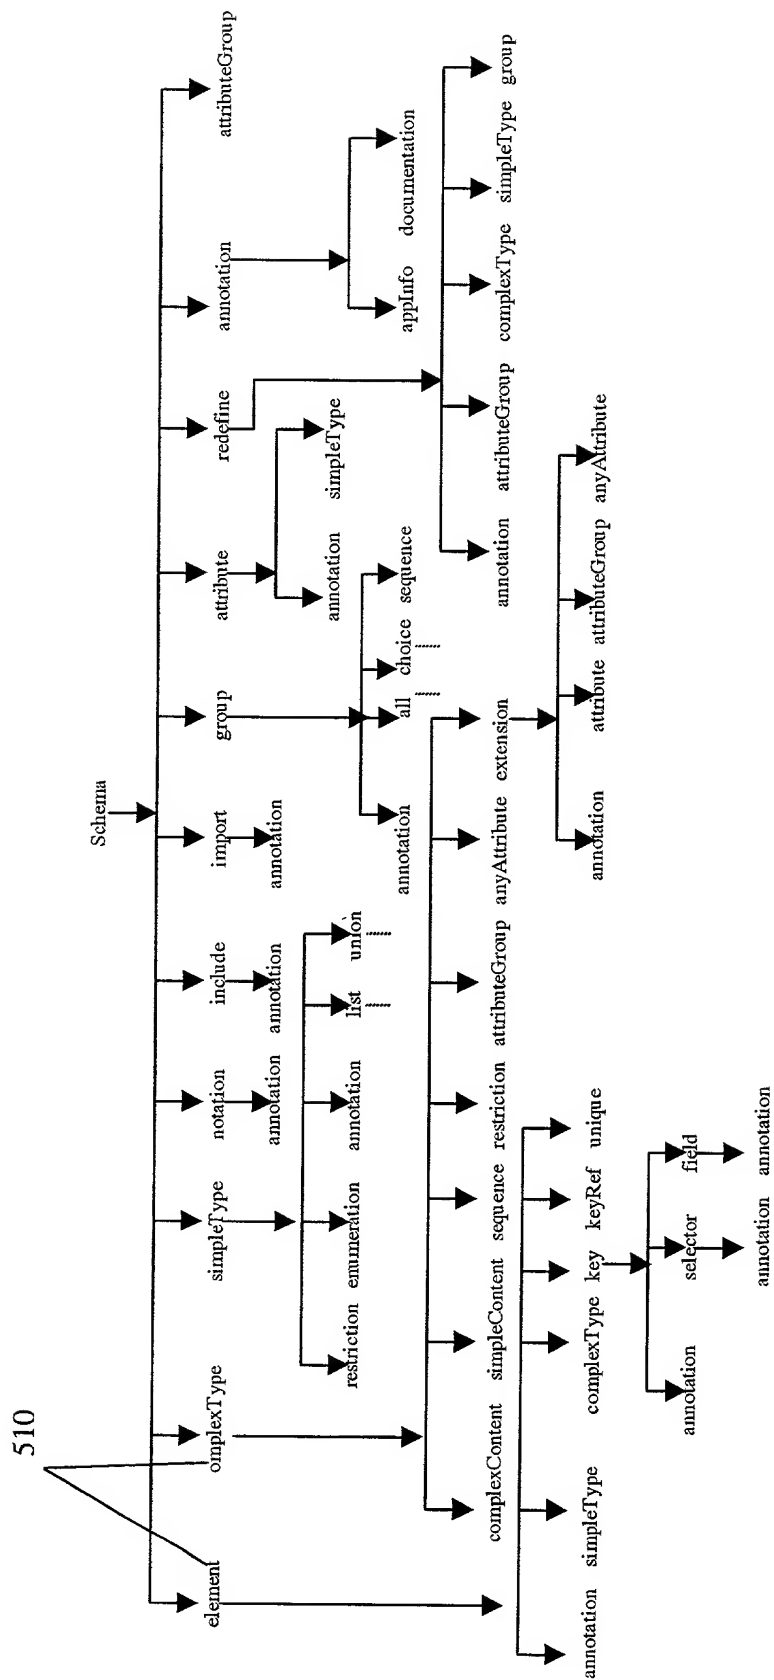 510
Schema
element omplexType simpleType notation include import group attribute redefine annotation attributeGroup
annotation annotation annotation
restriction enumeration annotation list union
annotation simpleType
annotation all choice sequence
appInfo documentation
complexContent simpleContent sequence restriction attributeGroup anyAttribute extension
annotation attributeGroup complexType simpleType group
annotation simpleType complexType key keyRef unique
annotation attribute attributeGroup anyAttribute
annotation selector field
annotation annotation